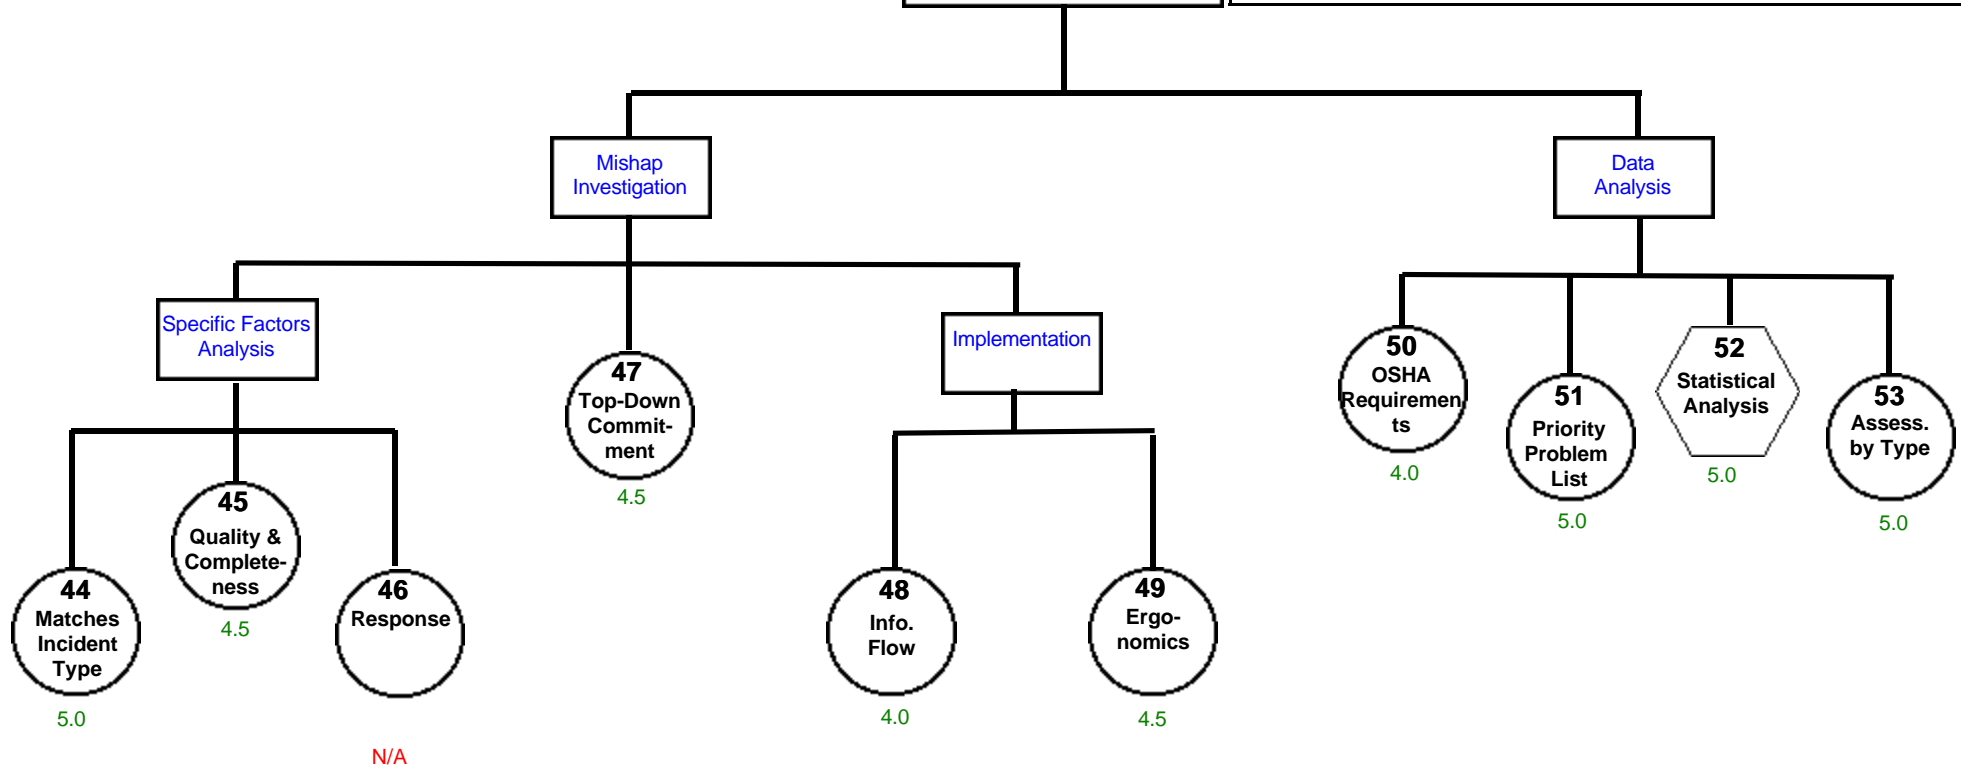 Mishap
Investigation
Data
Analysis
Specific Factors
Analysis
Implementation
47
Top-Down
Commit-
ment
4.5
50
OSHA
Requiremen
ts
4.0
51
Priority
Problem
List
5.0
52
Statistical
Analysis
5.0
53
Assess.
by Type
5.0
44
Matches
Incident
Type
5.0
45
Quality &
Complete-
ness
4.5
46
Response
N/A
48
Info.
Flow
4.0
49
Ergo-
nomics
4.5